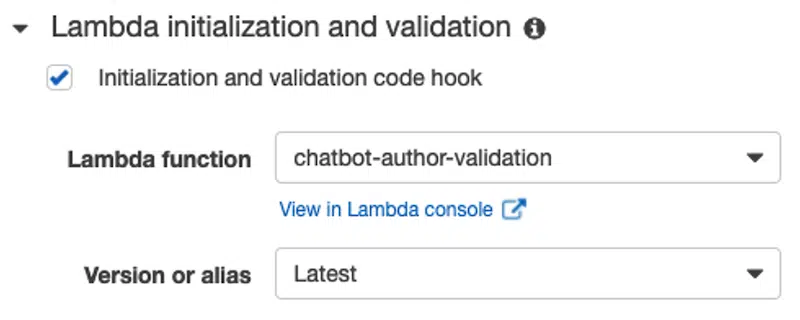 Lambda initialization and validation
Initialization and validation code hook
Lambda function chatbot-author-validation
View in Lambda console
Version or alias Latest